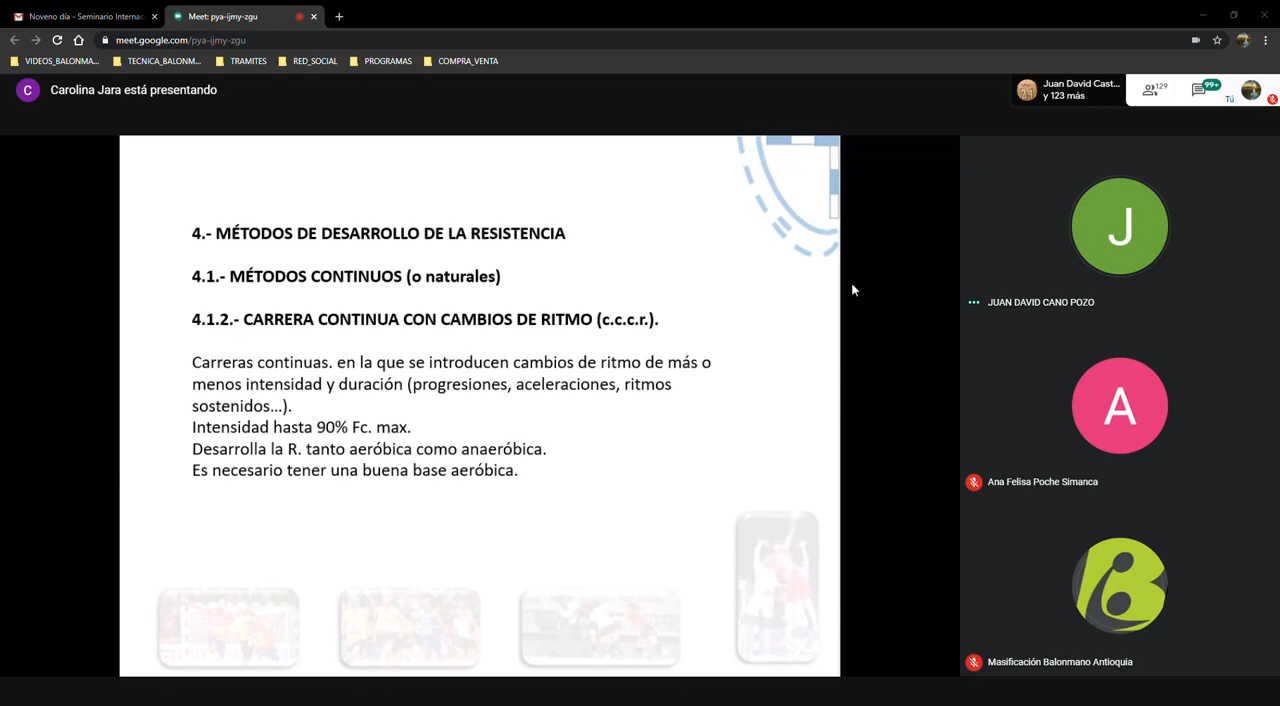 Noveno día - Seminario Interna
Meet: pya-ijmy-zgu
meet.google.com/pya-ijmy-zgu
VIDEOS_BALONMA...
TECNICA_BALONM...
TRAMITES
RED_SOCIAL
PROGRAMAS
COMPRA_VENTA
C
Carolina Jara está presentando
Juan David Cast...
y 123 más
129
99+
Tú
4.- MÉTODOS DE DESARROLLO DE LA RESISTENCIA
4.1.- MÉTODOS CONTINUOS (o naturales)
4.1.2.- CARRERA CONTINUA CON CAMBIOS DE RITMO (c.c.c.r.).
Carreras continuas. en la que se introducen cambios de ritmo de más o
menos intensidad y duración (progresiones, aceleraciones, ritmos
sostenidos...).
Intensidad hasta 90% Fc. max.
Desarrolla la R. tanto aeróbica como anaeróbica.
Es necesario tener una buena base aeróbica.
J
JUAN DAVID CANO POZO
A
Ana Felisa Poche Simanca
Masificación Balonmano Antioquia